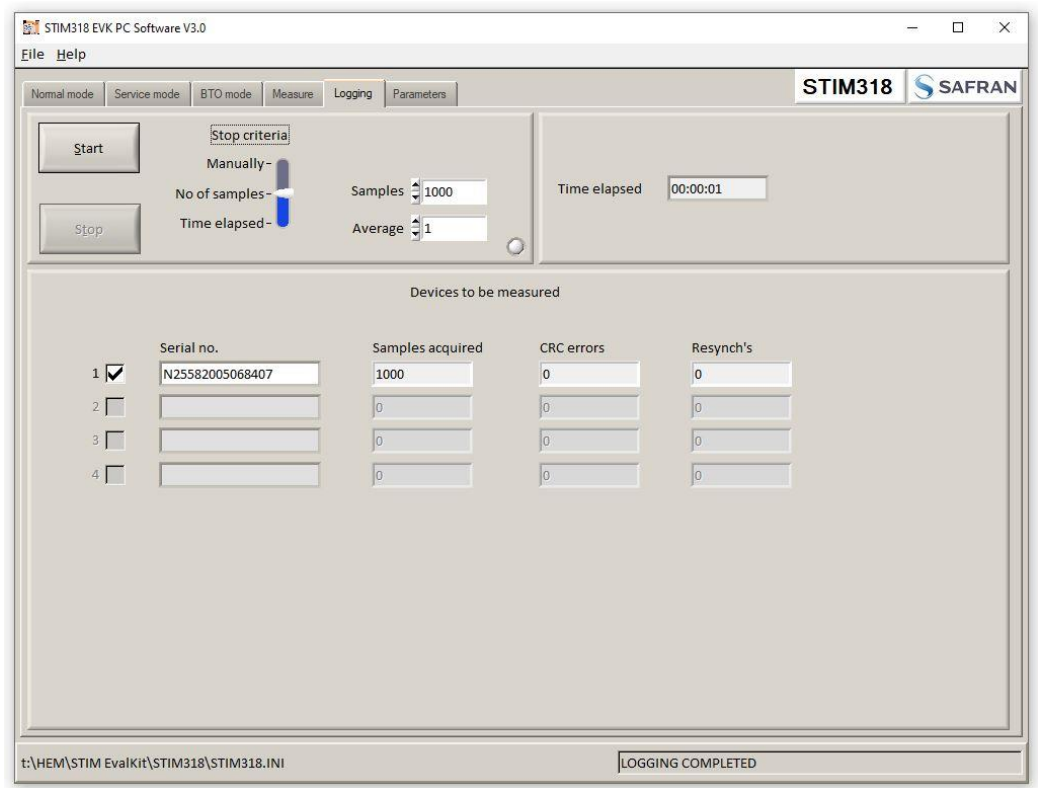 STIM318 EVK PC Software V3.0
File Help
Normal mode Service mode BTO mode Measure Logging Parameters STIM318 SAFRAN
Start
Stop criteria
Manually-
No of samples-
Time elapsed-
Stop
Samples 1000
Average 1
Time elapsed 00:00:01
Devices to be measured
Serial no. Samples acquired CRC errors Resynch's
1 N25582005068407 1000 0 0
2 0 0 0
3 0 0 0
4 0 0 0
t:\HEM\STIM EvalKit\STIM318\STIM318.INI LOGGING COMPLETED